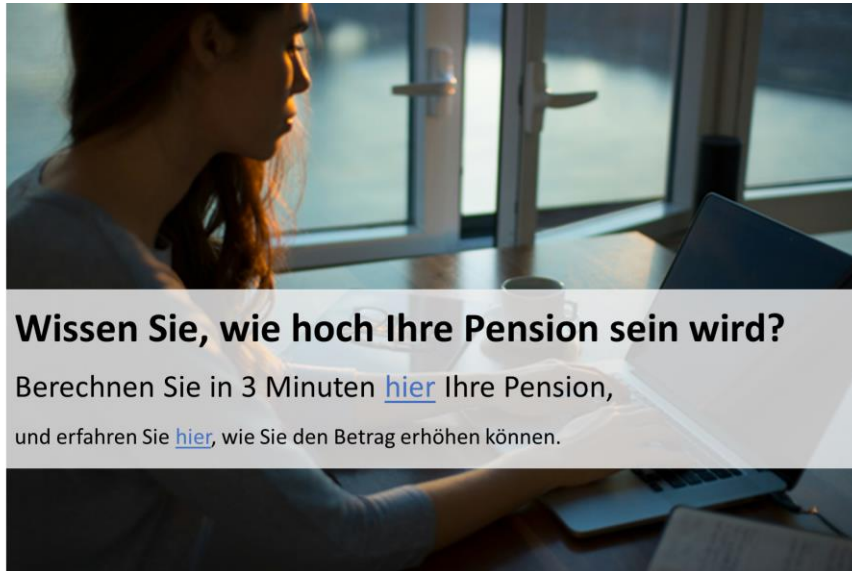 Wissen Sie, wie hoch Ihre Pension sein wird?
Berechnen Sie in 3 Minuten hier Ihre Pension,
und erfahren Sie hier, wie Sie den Betrag erhöhen können.